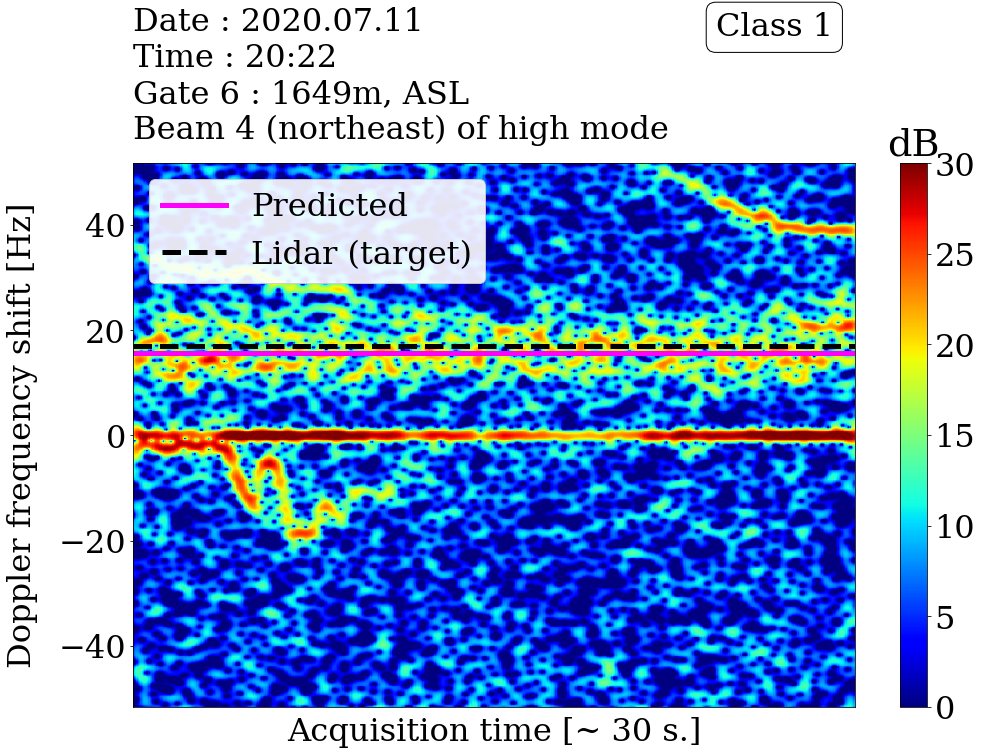 Date : 2020.07.11
Time : 20:22
Gate 6 : 1649m, ASL
Beam 4 (northeast) of high mode
Class 1
dB
Predicted
Lidar (target)
Doppler frequency shift [Hz]
40
20
0
−20
−40
30
25
20
15
10
5
0
Acquisition time [~ 30 s.]